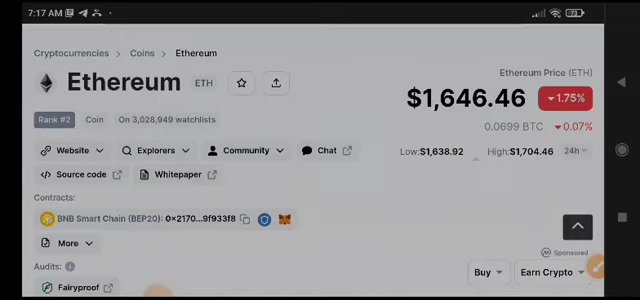 7:17 AM
73
Cryptocurrencies > Coins > Ethereum
Ethereum ETH
Ethereum Price (ETH)
$1,646.46 1.75%
0.0699 BTC 0.07%
Rank #2 Coin On 3,028,949 watchlists
Low:$1,638.92 High:$1,704.46 24h
Website Explorers Community Chat
Source code Whitepaper
Contracts:
BNB Smart Chain (BEP20): 0x2170...9f933f8
More
Sponsored
Audits:
Buy Earn Crypto
Fairyproof